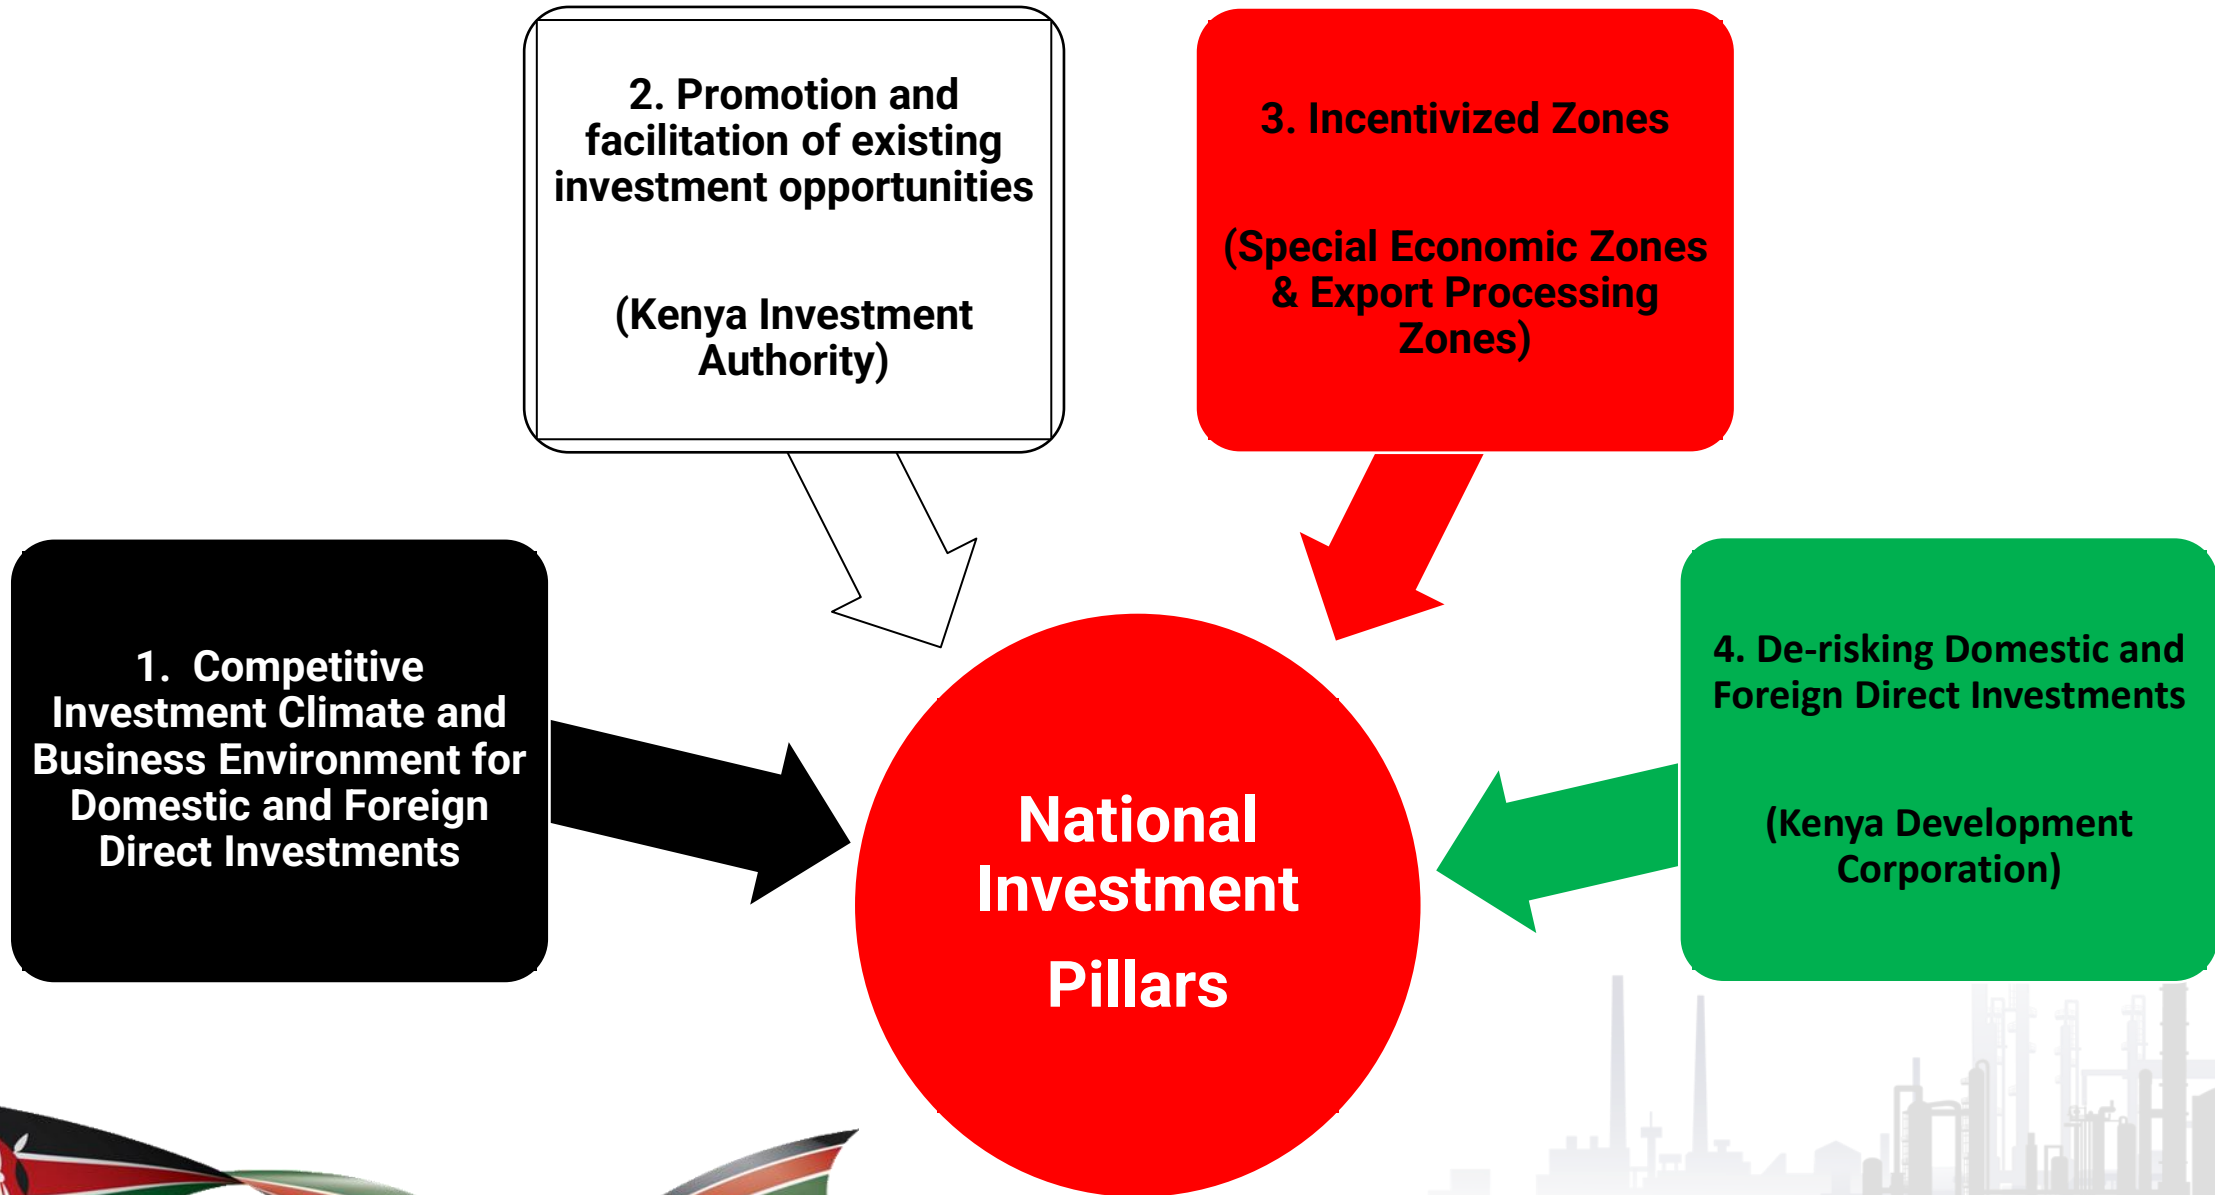 2. Promotion and
facilitation of existing
investment opportunities
(Kenya Investment
Authority)
3. Incentivized Zones
(Special Economic Zones
& Export Processing
Zones)
1. Competitive
Investment Climate and
Business Environment for
Domestic and Foreign
Direct Investments
4. De-risking Domestic and
Foreign Direct Investments
(Kenya Development
Corporation)
National
Investment
Pillars